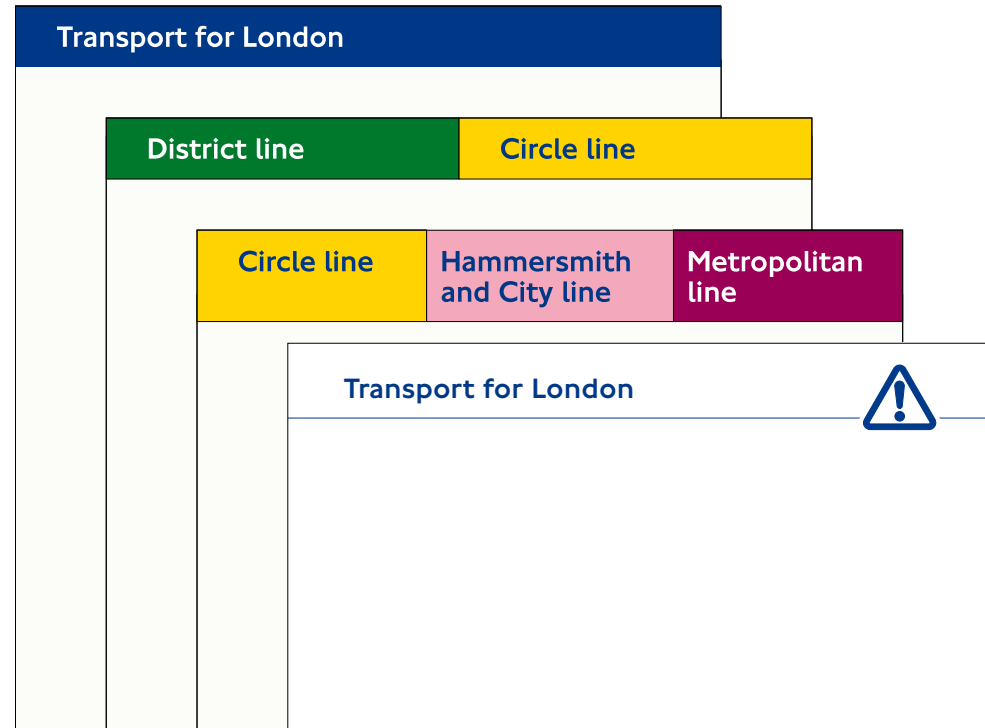 Transport for London
District line
Circle line
Circle line
Hammersmith
and City line
Metropolitan
line
Transport for London